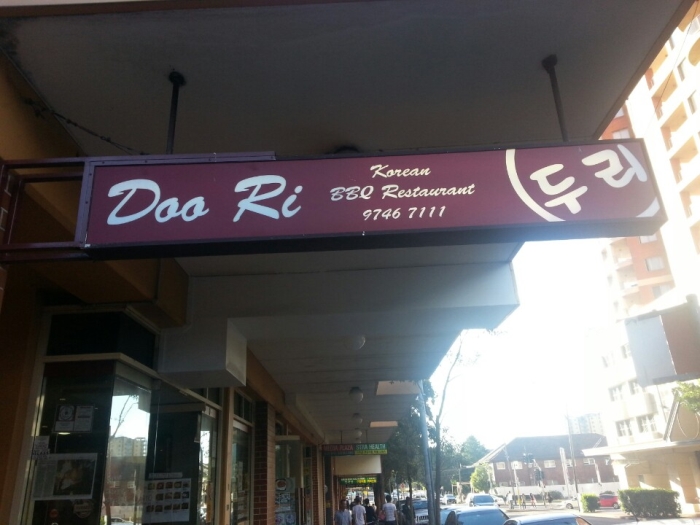 Doo Ri
Korean
BBQ Restaurant
9746 7111
두리